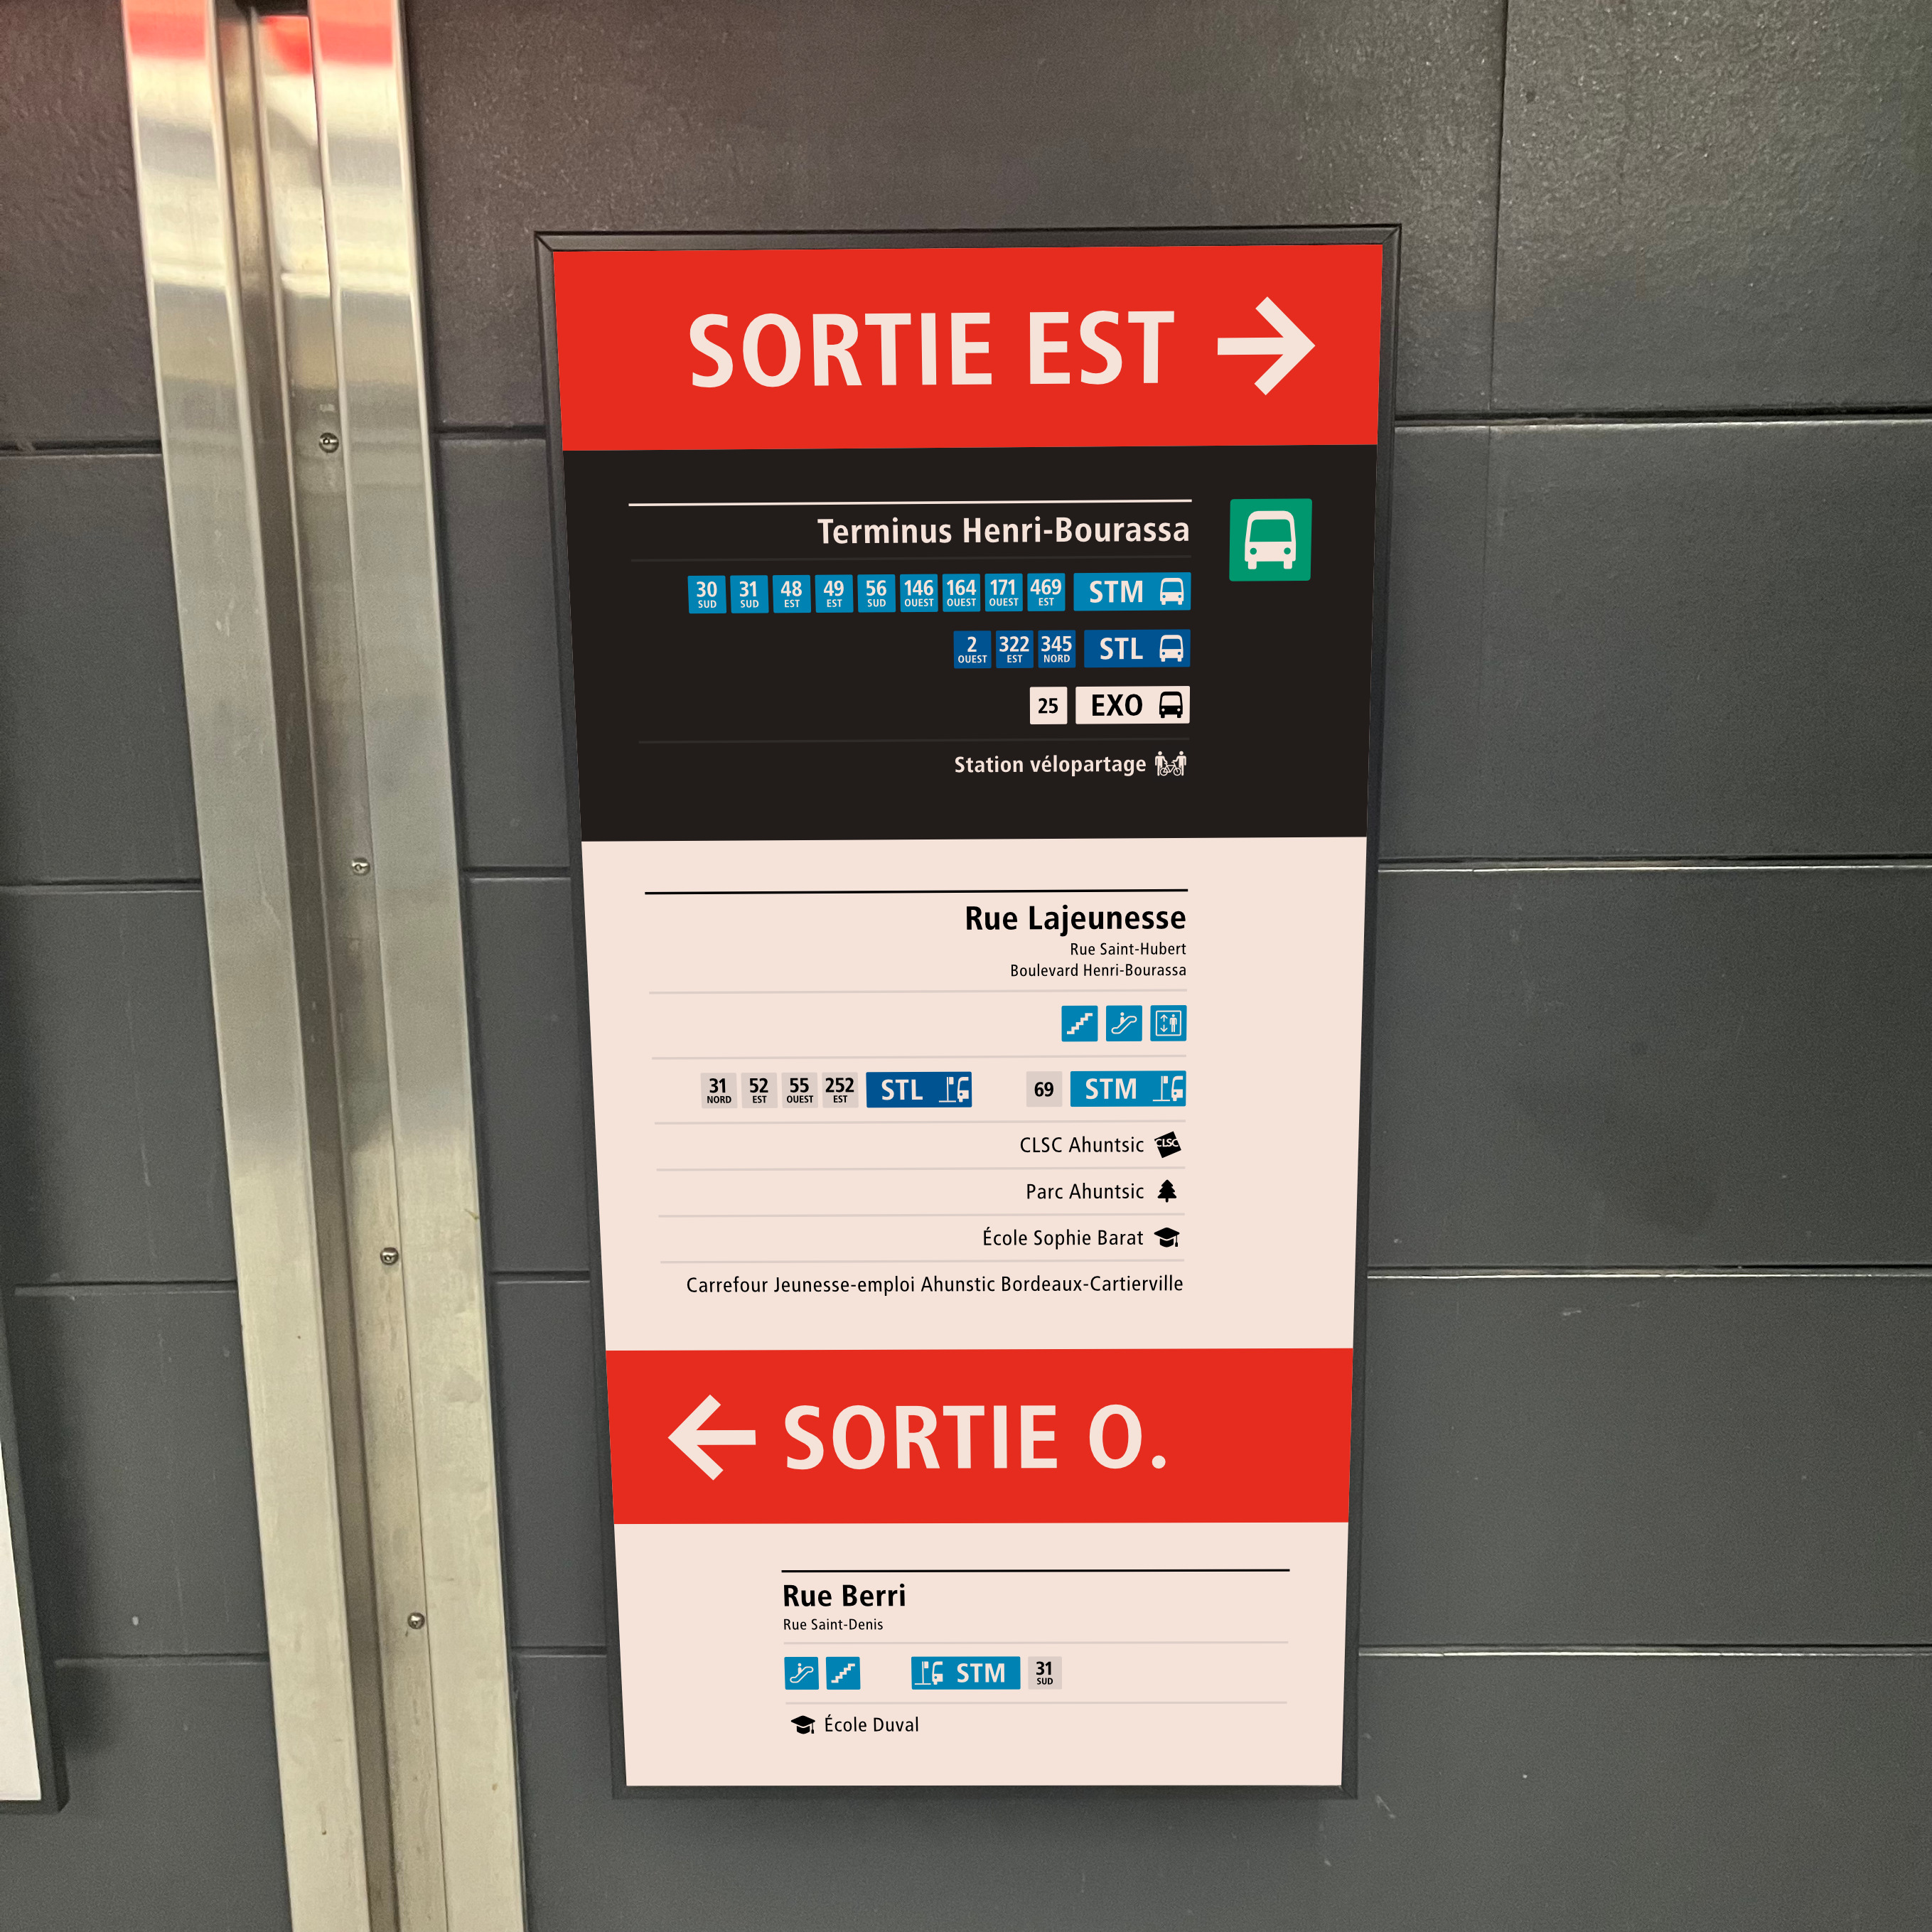 SORTIE EST
Terminus Henri-Bourassa
30 SUD 31 SUD 48 EST 49 EST 56 SUD 146 OUEST 164 OUEST 171 OUEST 469 EST STM
2 OUEST 322 EST 345 NORD STL
25 EXO
Station vélopartage
Rue Lajeunesse
Rue Saint-Hubert
Boulevard Henri-Bourassa
31 NORD 52 EST 55 OUEST 252 EST STL 69 STM
CLSC Ahuntsic CLSC
Parc Ahuntsic
École Sophie Barat
Carrefour Jeunesse-emploi Ahunstic Bordeaux-Cartierville
SORTIE O.
Rue Berri
Rue Saint-Denis
STM 31 SUD
École Duval